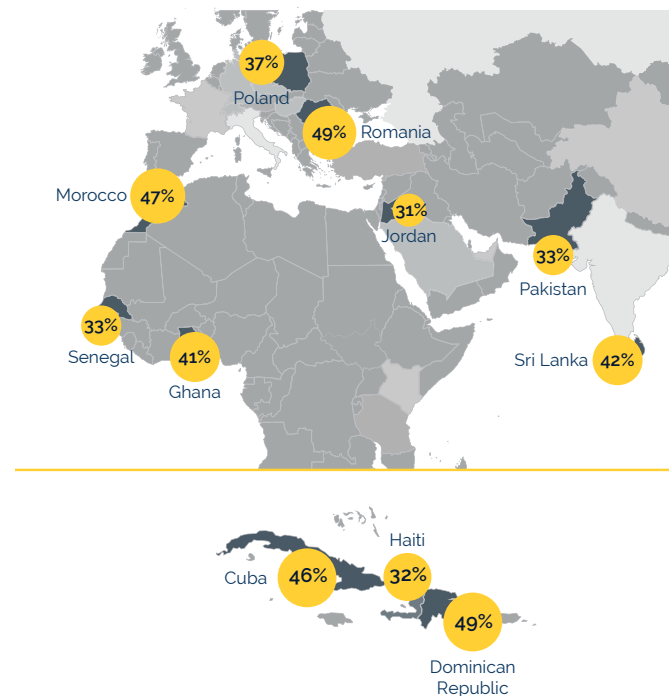 37%
Poland
49%
Romania
Morocco
47%
31%
Jordan
33%
Pakistan
33%
Senegal
41%
Ghana
Sri Lanka
42%
Haiti
32%
Cuba
46%
49%
Dominican
Republic